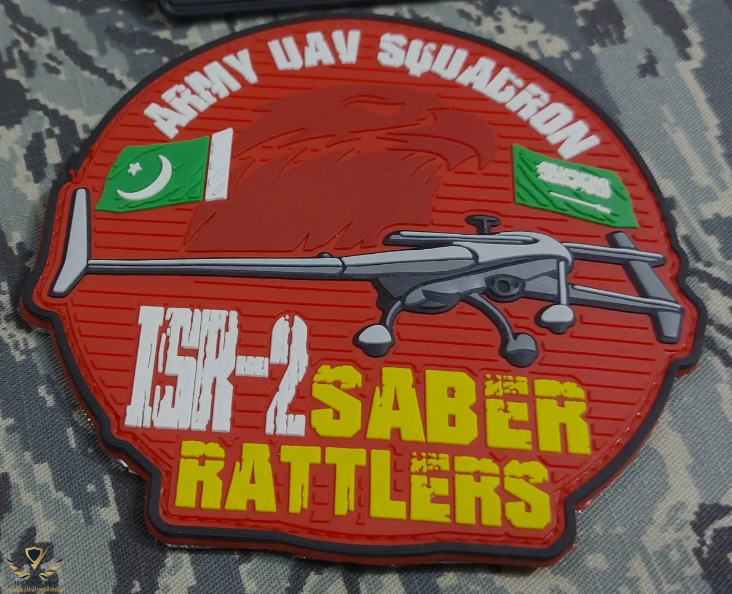 ARMY UAV SQUADRON
ISR-2 SABER
RATTLERS